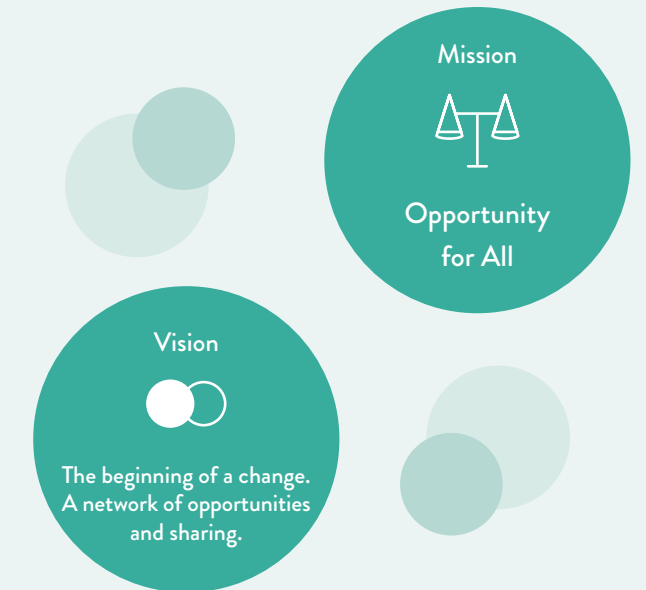 Mission
Opportunity
for All
Vision
The beginning of a change.
A network of opportunities
and sharing.